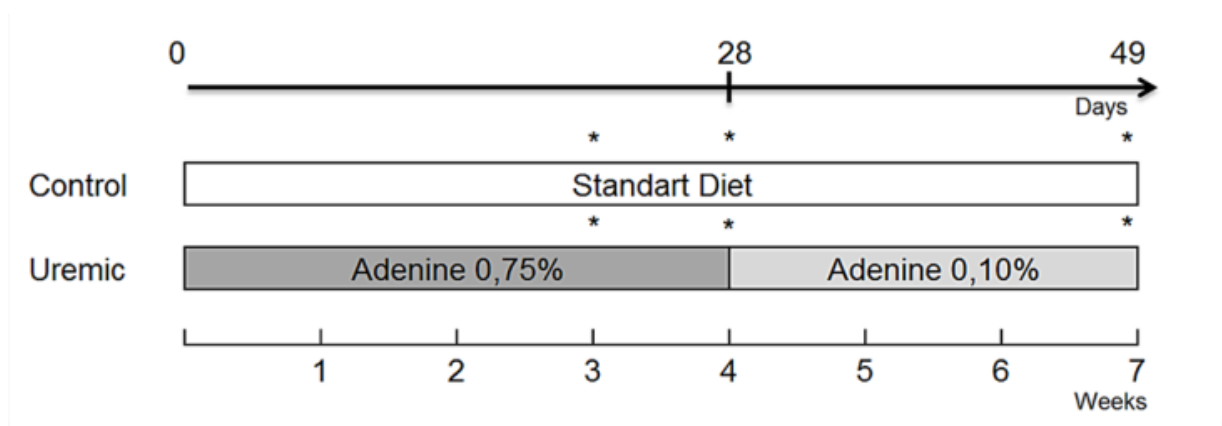 0 28 49
Days
* * *
Control Standart Diet
* * *
Uremic Adenine 0,75% Adenine 0,10%
1 2 3 4 5 6 7
Weeks